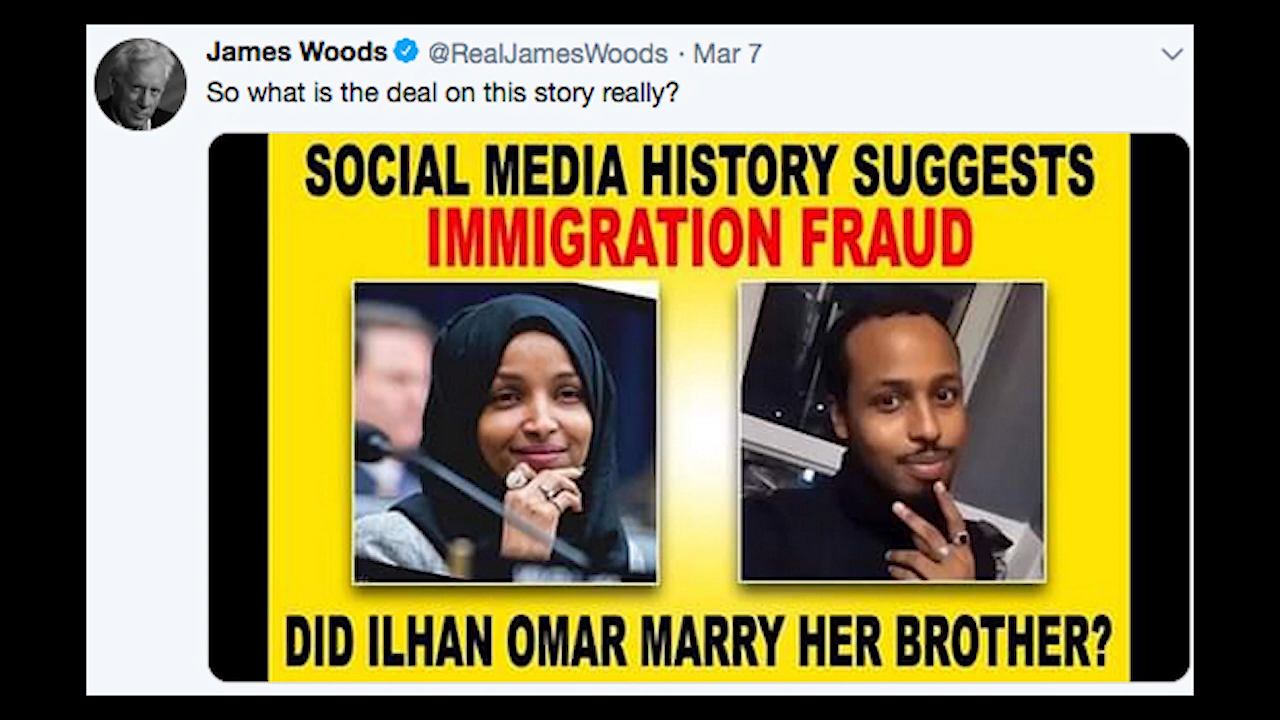 James Woods @RealJamesWoods · Mar 7
So what is the deal on this story really?
SOCIAL MEDIA HISTORY SUGGESTS
IMMIGRATION FRAUD
DID ILHAN OMAR MARRY HER BROTHER?